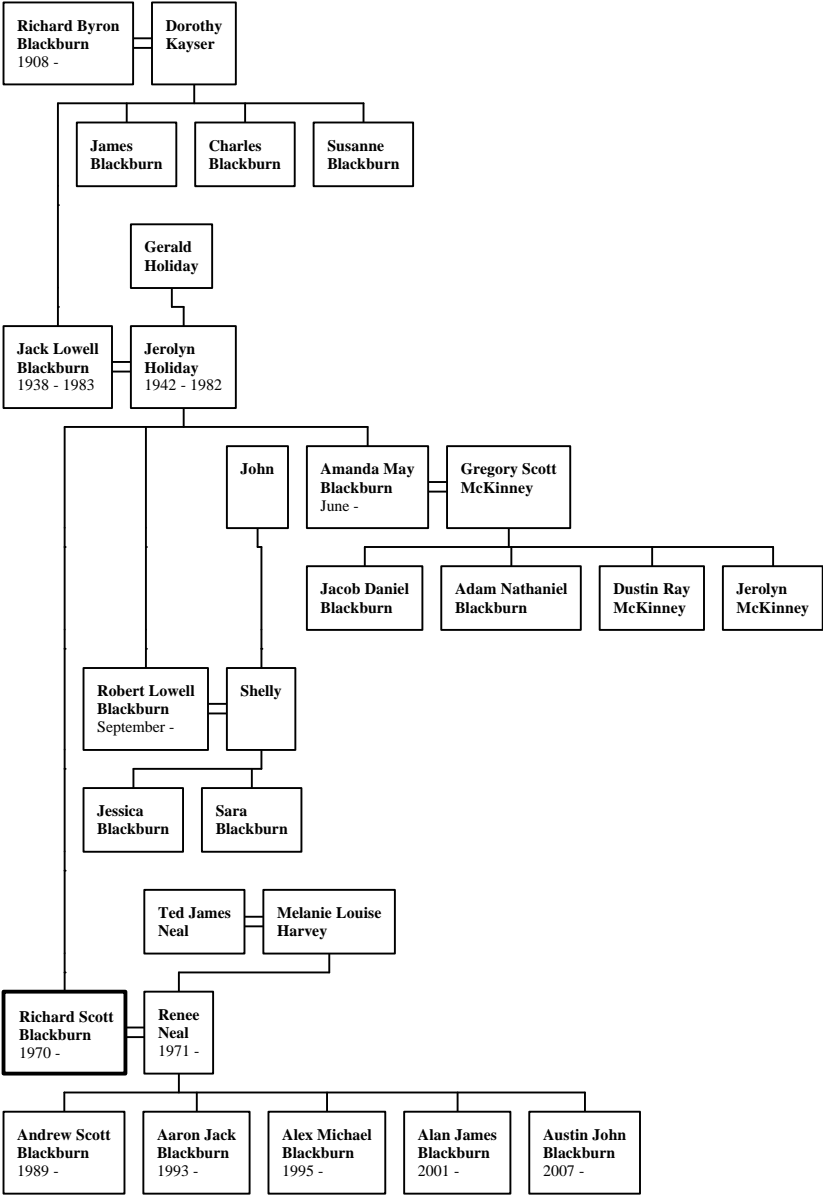 Richard Byron
Blackburn
1908 -
Dorothy
Kayser
James
Blackburn
Charles
Blackburn
Susanne
Blackburn
Gerald
Holiday
Jack Lowell
Blackburn
1938 - 1983
Jerolyn
Holiday
1942 - 1982
John
Amanda May
Blackburn
June -
Gregory Scott
McKinney
Jacob Daniel
Blackburn
Adam Nathaniel
Blackburn
Dustin Ray
McKinney
Jerolyn
McKinney
Robert Lowell
Blackburn
September -
Shelly
Jessica
Blackburn
Sara
Blackburn
Ted James
Neal
Melanie Louise
Harvey
Richard Scott
Blackburn
1970 -
Renee
Neal
1971 -
Andrew Scott
Blackburn
1989 -
Aaron Jack
Blackburn
1993 -
Alex Michael
Blackburn
1995 -
Alan James
Blackburn
2001 -
Austin John
Blackburn
2007 -